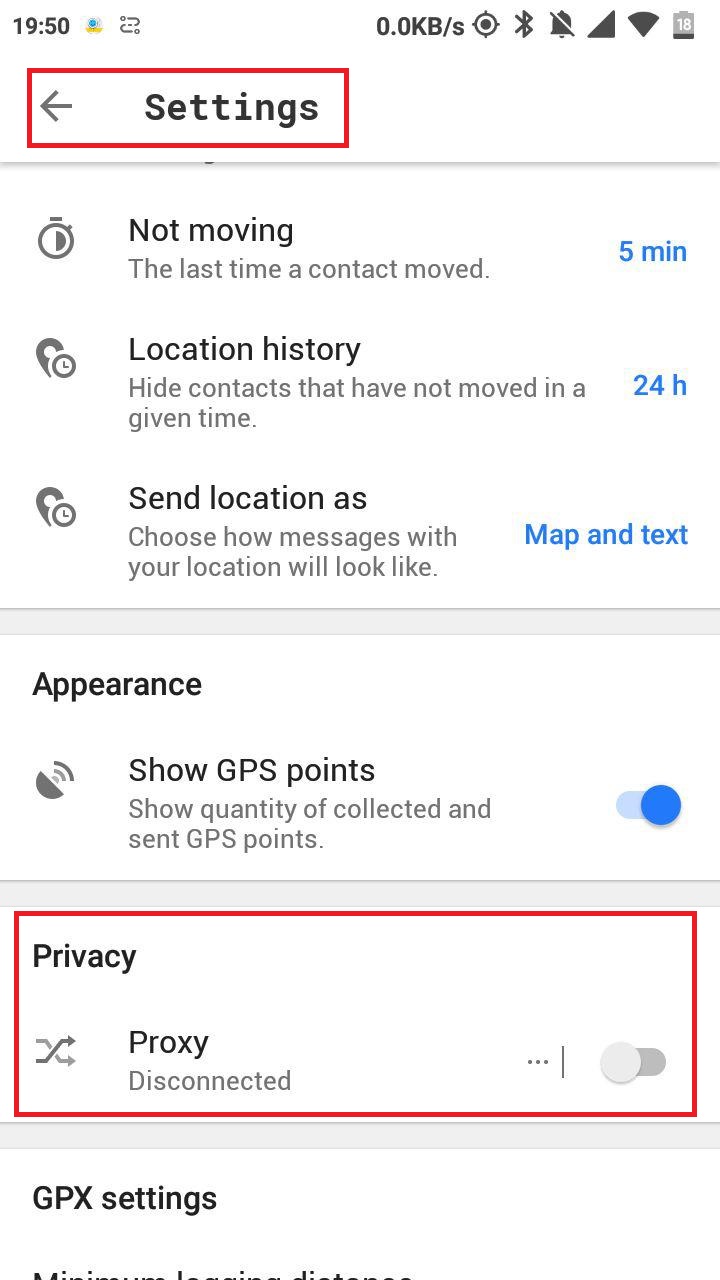 19:50 0.0KB/s 18
Settings
Not moving
The last time a contact moved.
5 min
Location history
Hide contacts that have not moved in a
given time.
24 h
Send location as
Choose how messages with
your location will look like.
Map and text
Appearance
Show GPS points
Show quantity of collected and
sent GPS points.
Privacy
Proxy
Disconnected
... |
GPX settings
Minimum logging distance